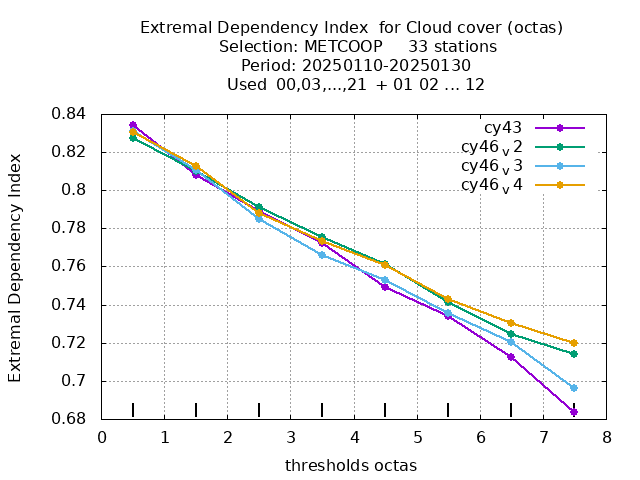 Extremal Dependency Index  for Cloud cover (octas)
Selection: METCOOP     33 stations
Period: 20250110-20250130
Used  00,03,...,21  + 01 02 ... 12
cy43
cy46 v 2
cy46 v 3
cy46 v 4
Extremal Dependency Index
0.84
0.82
0.8
0.78
0.76
0.74
0.72
0.7
0.68
0 1 2 3 4 5 6 7 8
thresholds octas